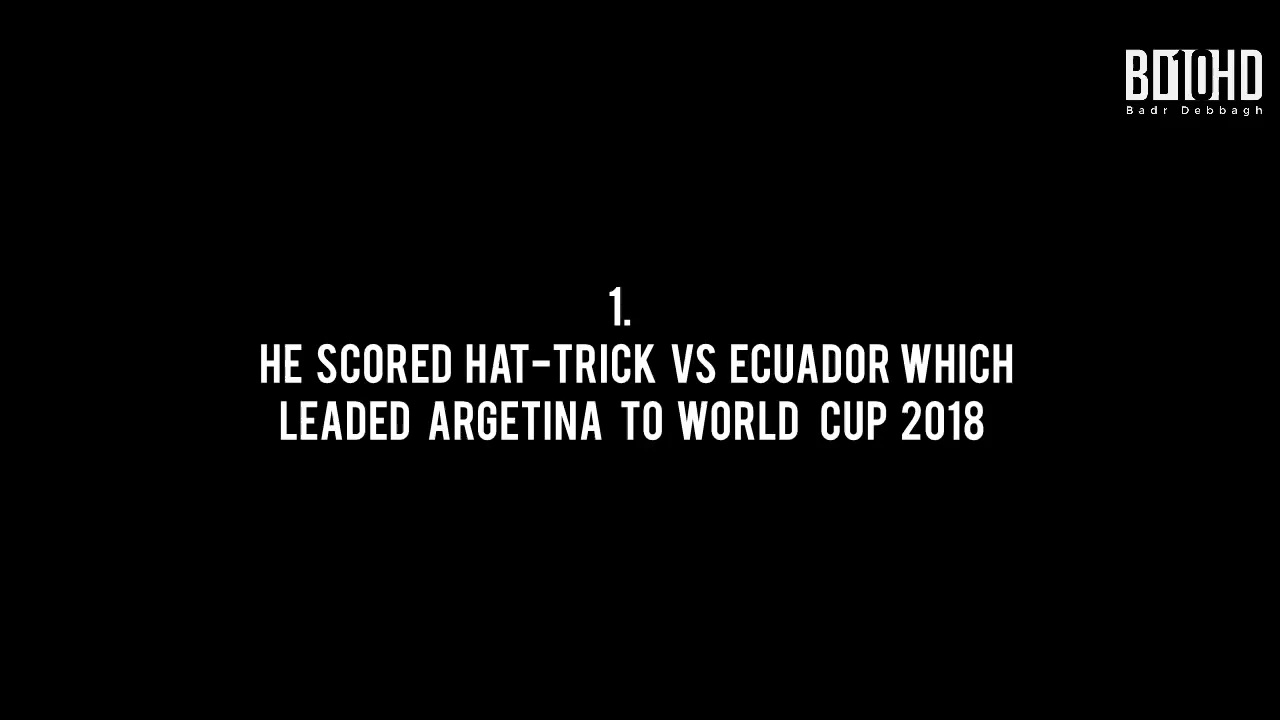 BD10HD
Badr Debbagh
1.
HE SCORED HAT-TRICK VS ECUADOR WHICH
LEADED ARGETINA TO WORLD CUP 2018